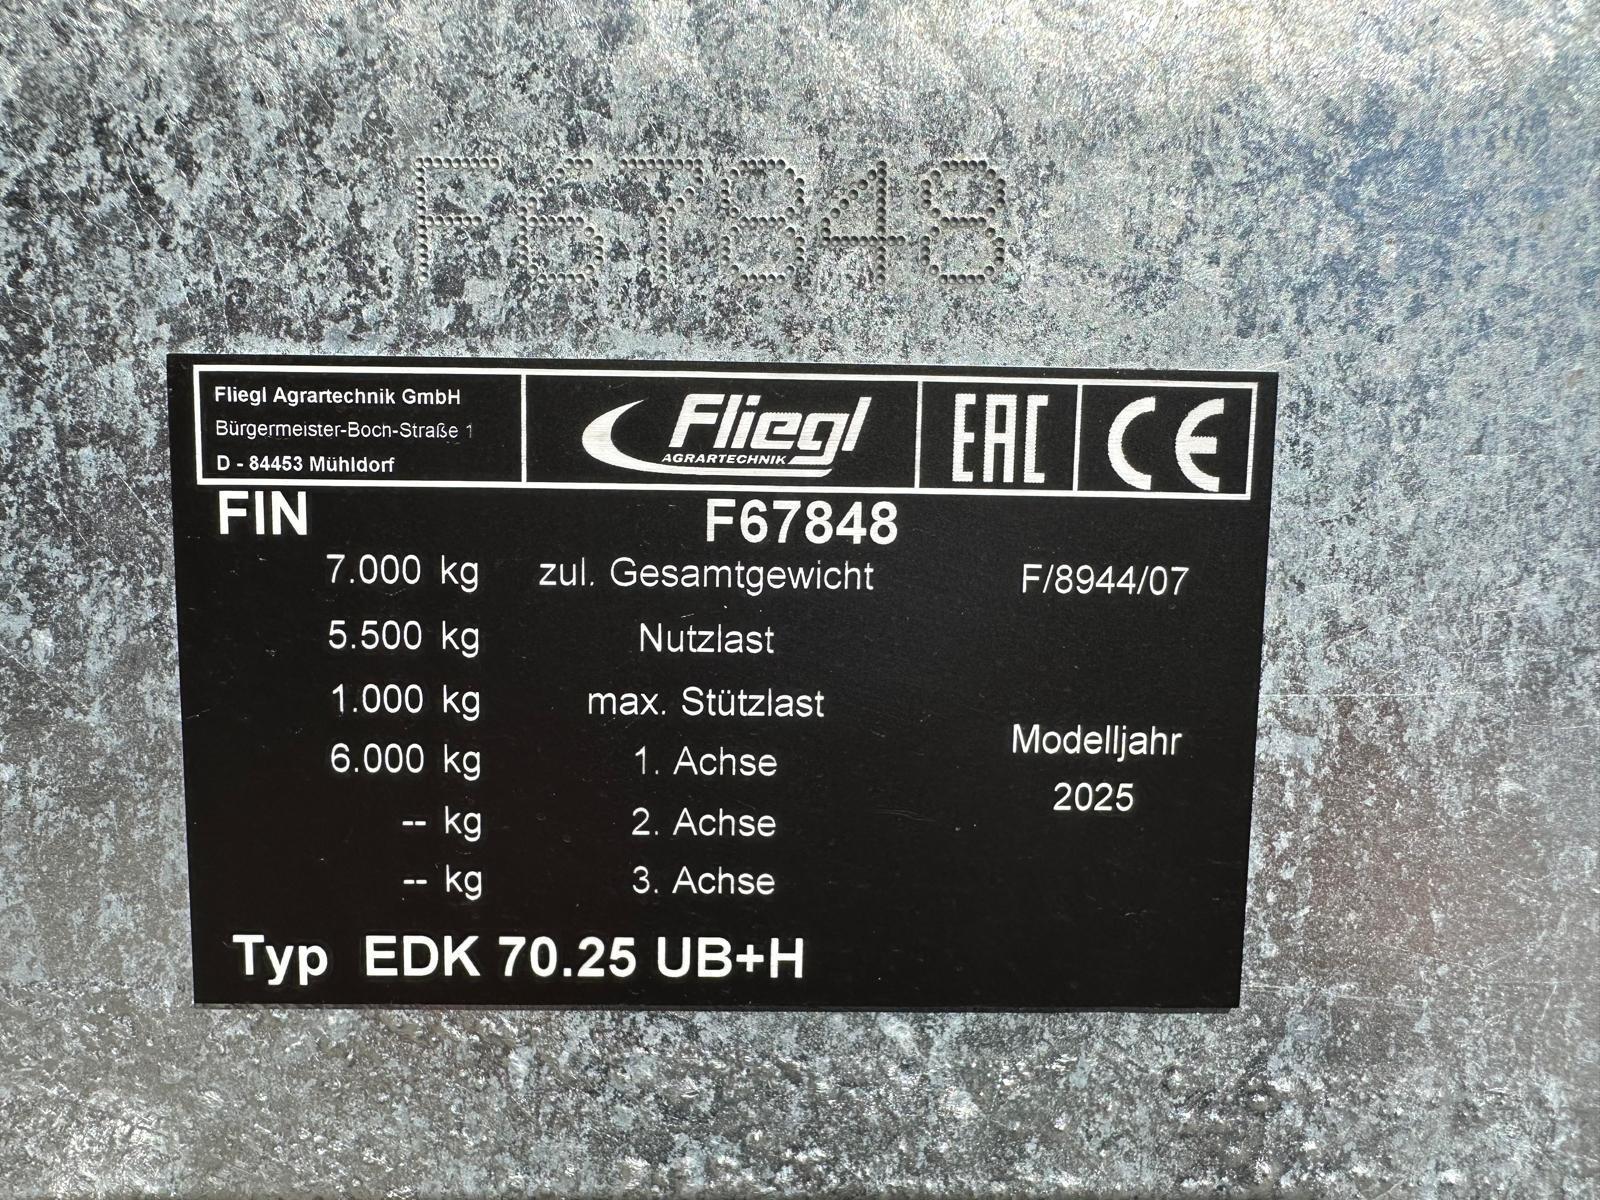 F67848
Fliegl Agrartechnik GmbH
Bürgermeister-Boch-Straße 1
D - 84453 Mühldorf
Fliegl
AGRARTECHNIK
EAC
CE
FIN F67848
7.000 kg zul. Gesamtgewicht F/8944/07
5.500 kg Nutzlast
1.000 kg max. Stützlast
6.000 kg 1. Achse
Modelljahr
2025
-- kg 2. Achse
-- kg 3. Achse
Typ EDK 70.25 UB+H